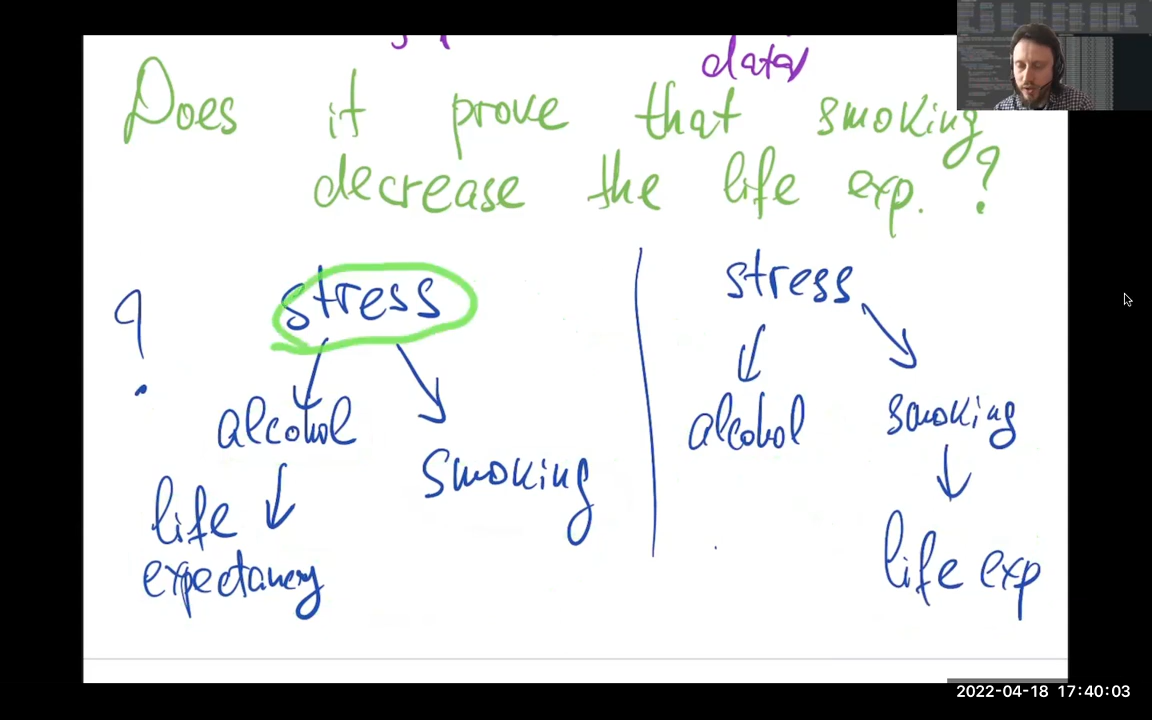 data
Does it prove that smoking
decrease the life exp. ?
? stress
alcohol
smoking
life
expectancy
stress
alcohol
smoking
life exp
2022-04-18 17:40:03